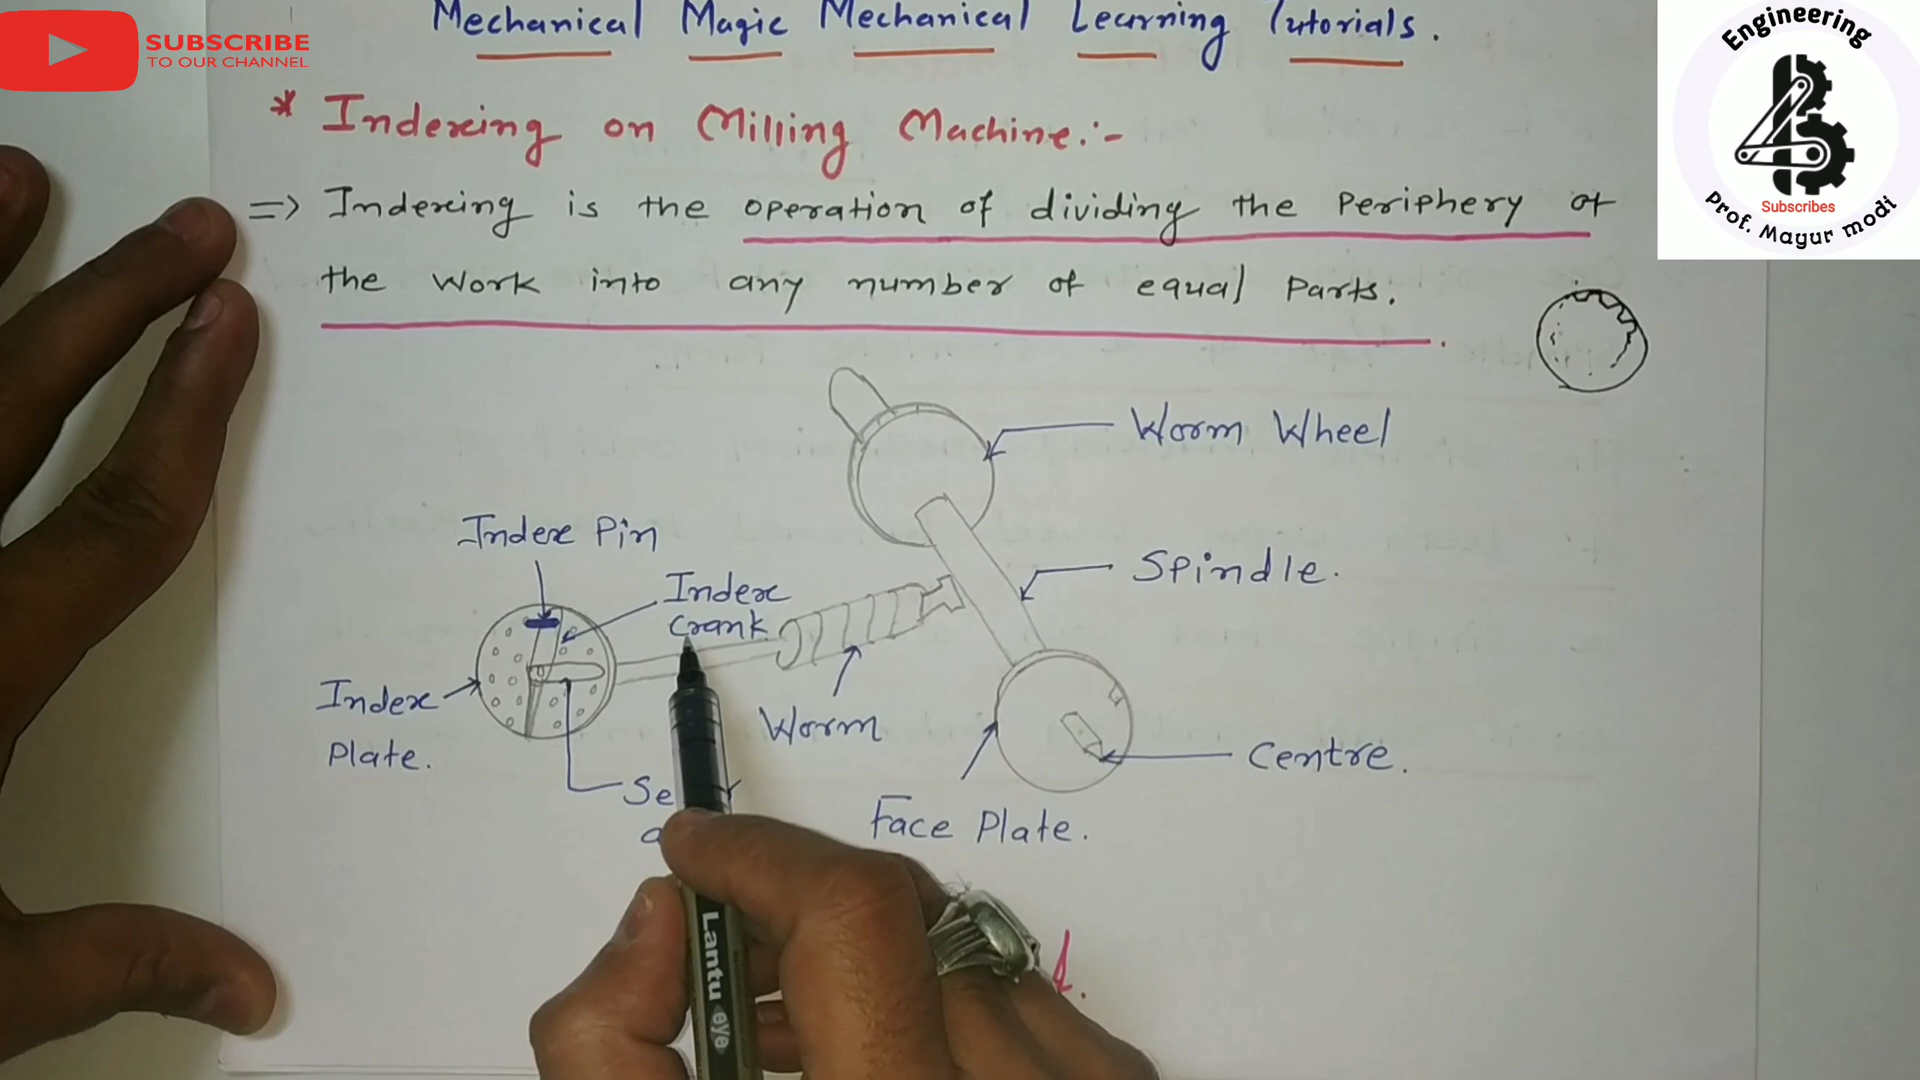 Mechanical Magic Mechanical Learning Tutorials.
SUBSCRIBE
TO OUR CHANNEL
Engineering
Subscribes
Prof. Mayur modi
* Indexing on Milling Machine:-
=> Indexing is the operation of dividing the Periphery of
the Work into any number of equal Parts.
Worm Wheel
Index Pin
Spindle.
Index
Crank
Index
Plate.
Worm
Centre.
Face Plate.
Lantu eye